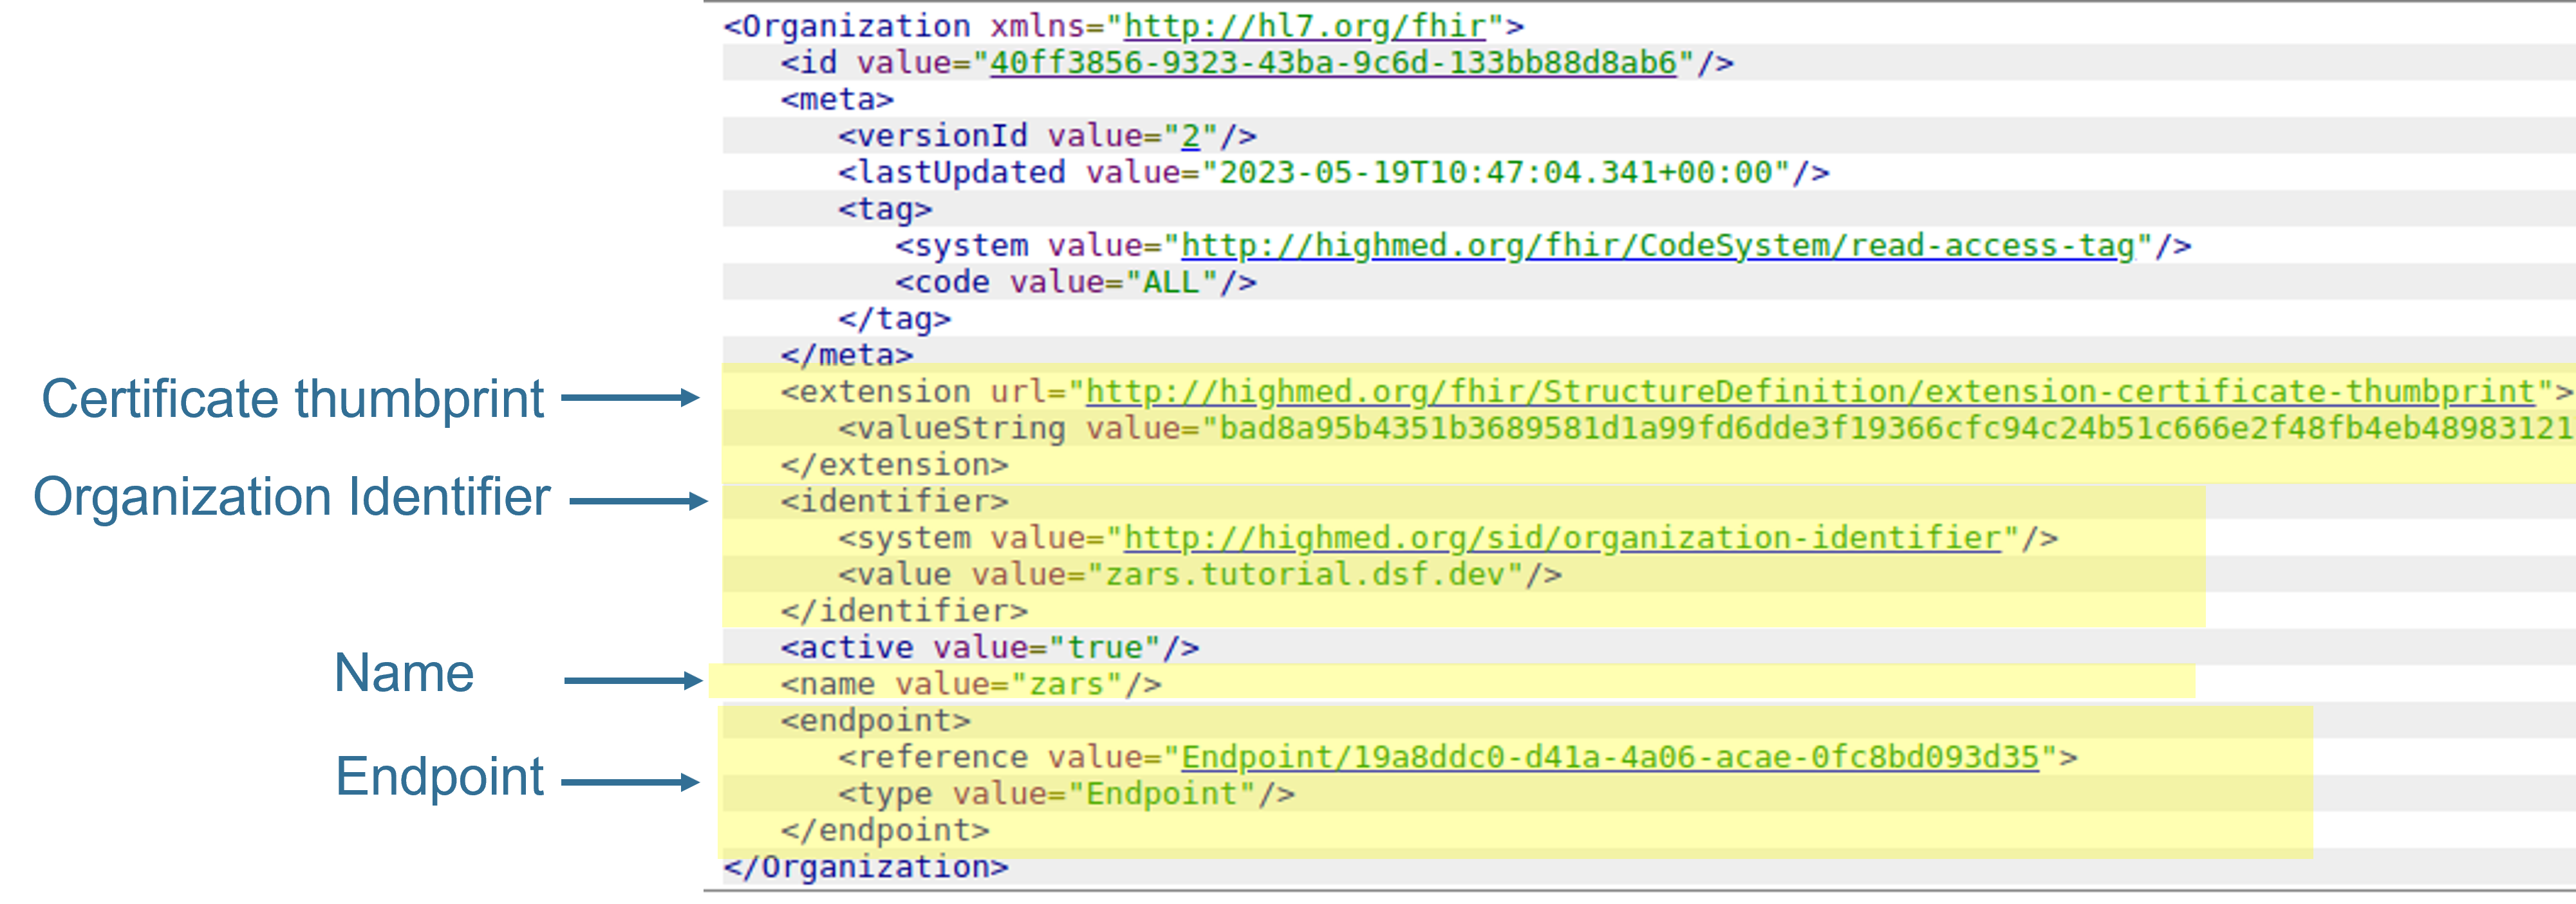 <Organization xmlns="http://hl7.org/fhir">
<id value="40ff3856-9323-43ba-9c6d-133bb88d8ab6"/>
<meta>
<versionId value="2"/>
<lastUpdated value="2023-05-19T10:47:04.341+00:00"/>
<tag>
<system value="http://highmed.org/fhir/CodeSystem/read-access-tag"/>
<code value="ALL"/>
</tag>
</meta>
Certificate thumbprint
<extension url="http://highmed.org/fhir/StructureDefinition/extension-certificate-thumbprint">
<valueString value="bad8a95b4351b3689581d1a99fd6dde3f19366cfc94c24b51c666e2f48fb4eb48983121
</extension>
Organization Identifier
<identifier>
<system value="http://highmed.org/sid/organization-identifier"/>
<value value="zars.tutorial.dsf.dev"/>
</identifier>
<active value="true"/>
Name
<name value="zars"/>
<endpoint>
Endpoint
<reference value="Endpoint/19a8ddc0-d41a-4a06-acae-0fc8bd093d35">
<type value="Endpoint"/>
</endpoint>
</Organization>